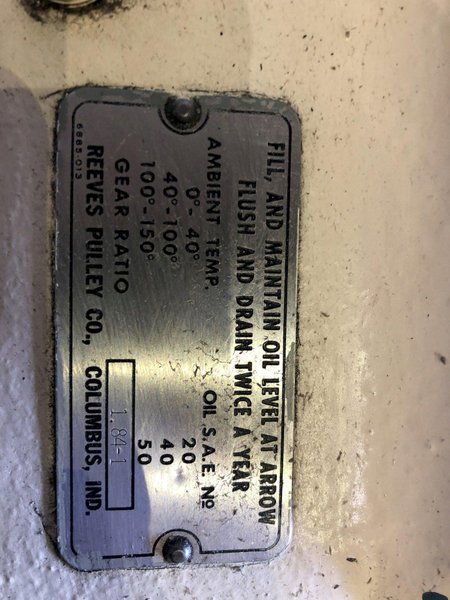 FILL, AND MAINTAIN OIL LEVEL AT ARROW
FLUSH AND DRAIN TWICE A YEAR
AMBIENT TEMP. OIL S.A.E. Nº
0°-40° 20
40°-100° 40
100°-150° 50
GEAR RATIO 1.84-1
REEVES PULLEY CO., COLUMBUS, IND.
6885-013